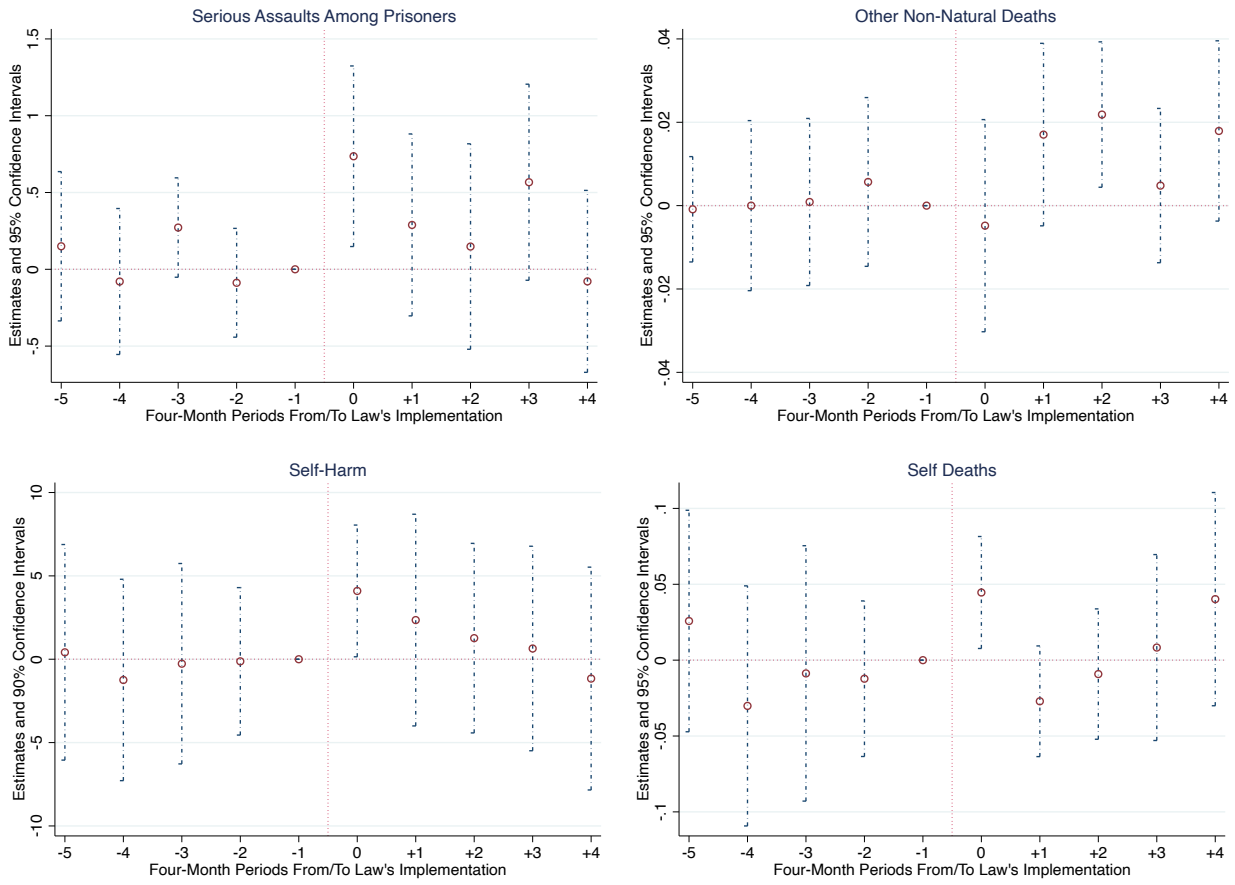 Serious Assaults Among Prisoners
Estimates and 95% Confidence Intervals
1.5
1
.5
0
-.5
-5 -4 -3 -2 -1 0 +1 +2 +3 +4
Four-Month Periods From/To Law's Implementation
Other Non-Natural Deaths
Estimates and 95% Confidence Intervals
.04
.02
0
-.02
-.04
-5 -4 -3 -2 -1 0 +1 +2 +3 +4
Four-Month Periods From/To Law's Implementation
Self-Harm
Estimates and 90% Confidence Intervals
10
5
0
-5
-10
-5 -4 -3 -2 -1 0 +1 +2 +3 +4
Four-Month Periods From/To Law's Implementation
Self Deaths
Estimates and 95% Confidence Intervals
.1
.05
0
-.05
-.1
-5 -4 -3 -2 -1 0 +1 +2 +3 +4
Four-Month Periods From/To Law's Implementation